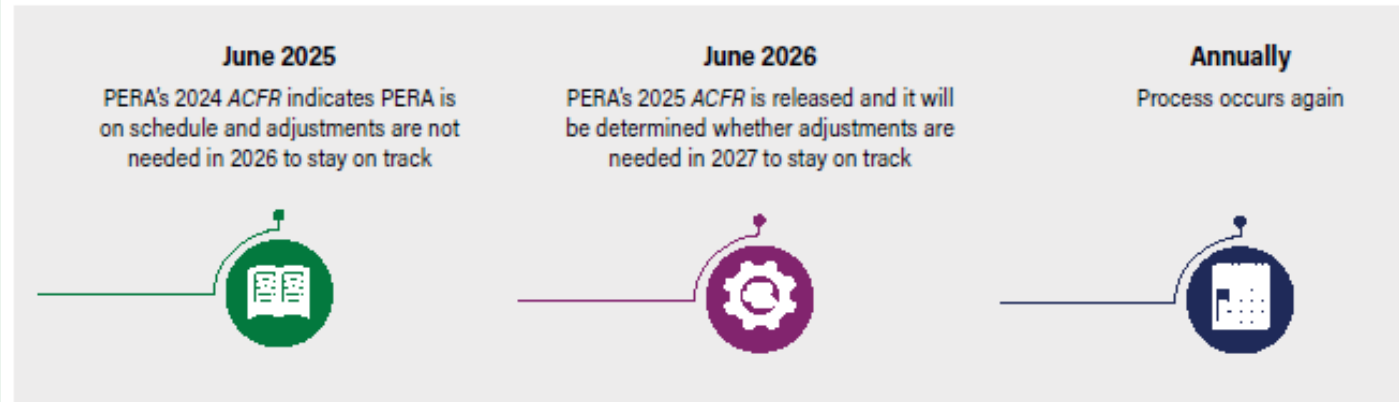 June 2025
PERA's 2024 ACFR indicates PERA is
on schedule and adjustments are not
needed in 2026 to stay on track
June 2026
PERA's 2025 ACFR is released and it will
be determined whether adjustments are
needed in 2027 to stay on track
Annually
Process occurs again